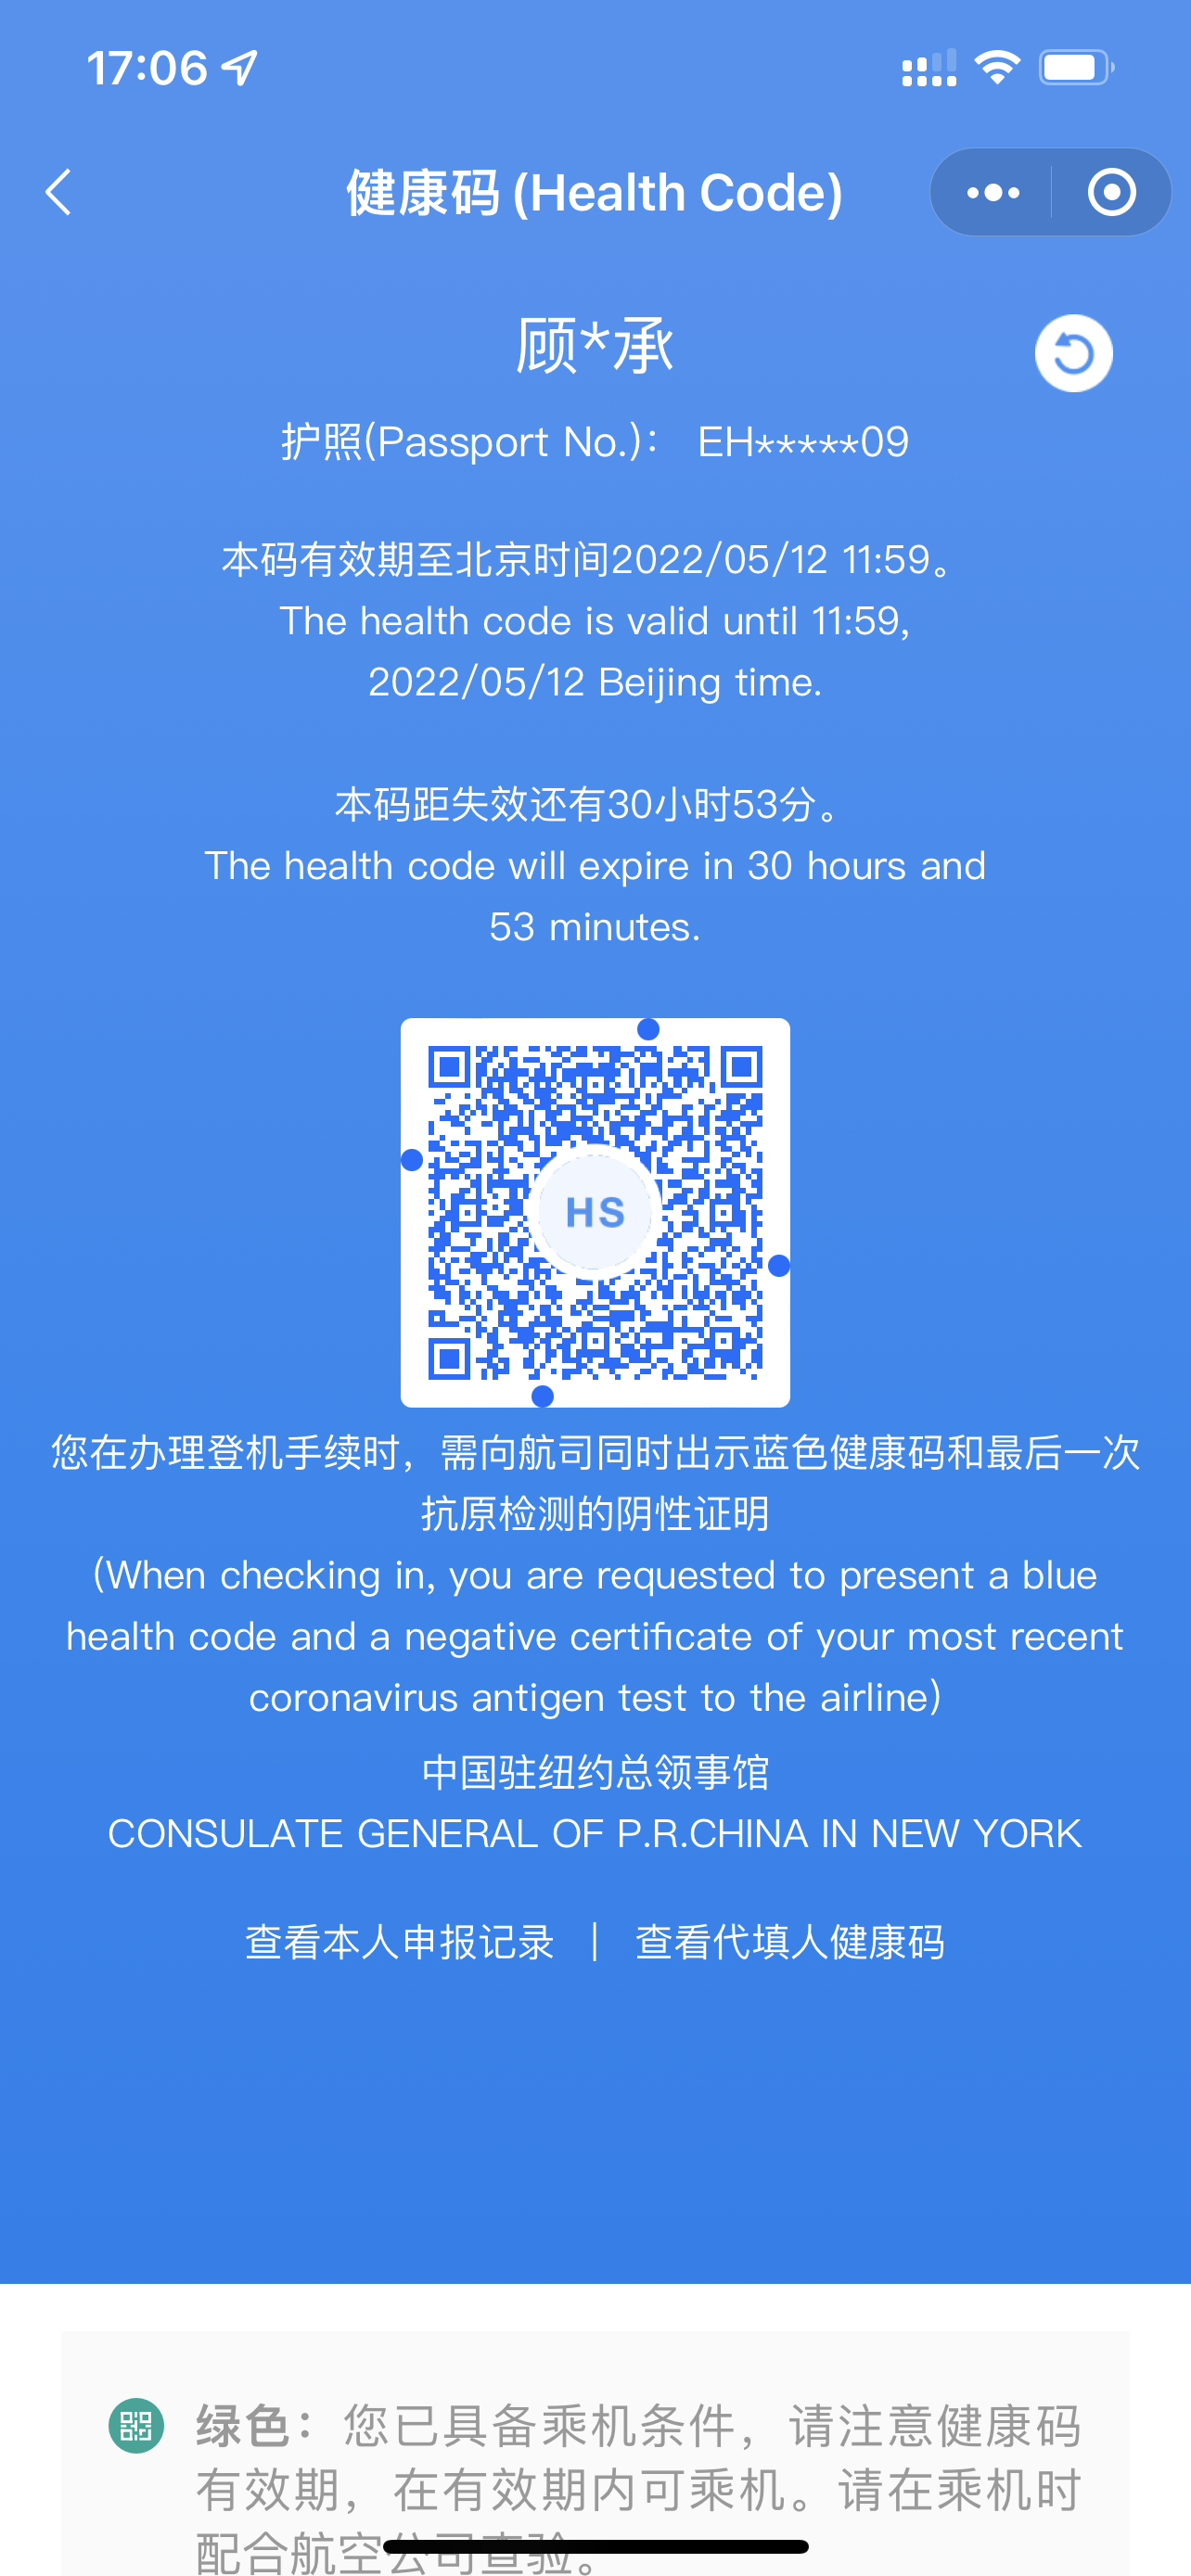 17:06
健康码 (Health Code)
顾*承
护照(Passport No.)： EH*****09
本码有效期至北京时间2022/05/12 11:59。
The health code is valid until 11:59,
2022/05/12 Beijing time.
本码距失效还有30小时53分。
The health code will expire in 30 hours and
53 minutes.
HS
您在办理登机手续时，需向航司同时出示蓝色健康码和最后一次
抗原检测的阴性证明
(When checking in, you are requested to present a blue
health code and a negative certificate of your most recent
coronavirus antigen test to the airline)
中国驻纽约总领事馆
CONSULATE GENERAL OF P.R.CHINA IN NEW YORK
查看本人申报记录 | 查看代填人健康码
绿色：您已具备乘机条件，请注意健康码
有效期，在有效期内可乘机。请在乘机时
配合航空公司查验。